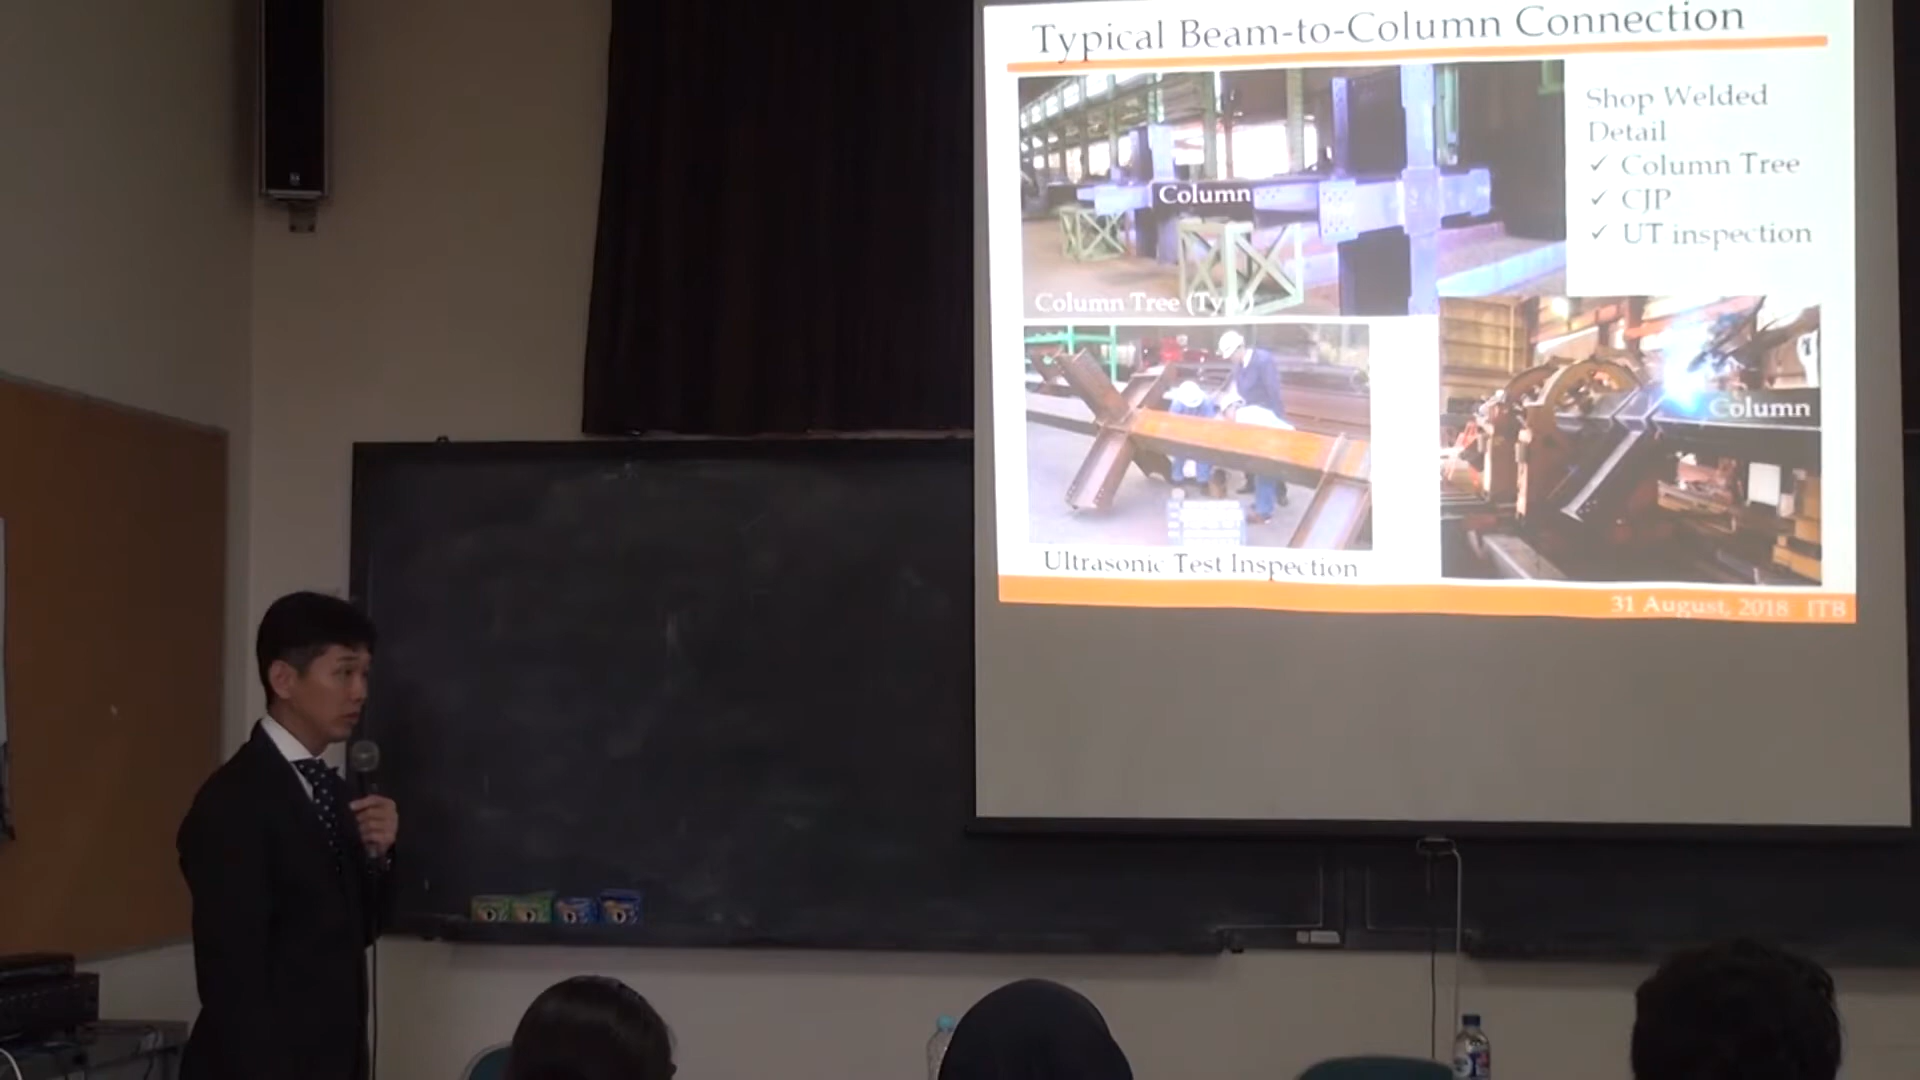 Typical Beam-to-Column Connection
Shop Welded
Detail
✓ Column Tree
✓ CJP
✓ UT inspection
Column
Column Tree (Typ.)
Column
Ultrasonic Test Inspection
31 August, 2018 ITB